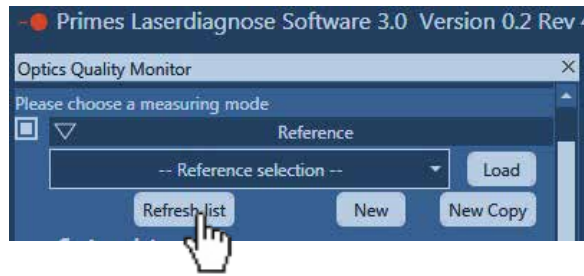 Primes Laserdiagnose Software 3.0 Version 0.2 Rev
Optics Quality Monitor
Please choose a measuring mode
Reference
-- Reference selection -- Load
Refresh list New New Copy